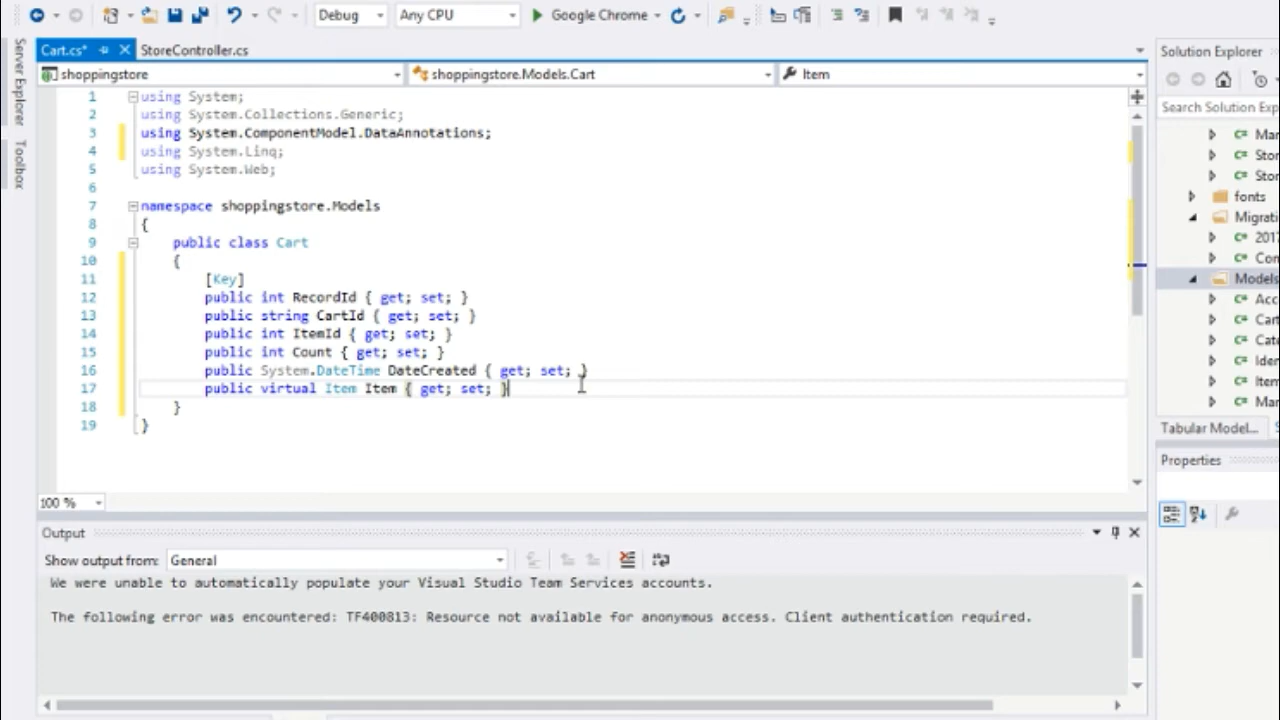 Debug Any CPU Google Chrome
Server Explorer
Toolbox
Cart.cs* StoreController.cs
shoppingstore shoppingstore.Models.Cart Item
1 using System;
2 using System.Collections.Generic;
3 using System.ComponentModel.DataAnnotations;
4 using System.Linq;
5 using System.Web;
6
7 namespace shoppingstore.Models
8 {
9 public class Cart
10 {
11 [Key]
12 public int RecordId { get; set; }
13 public string CartId { get; set; }
14 public int ItemId { get; set; }
15 public int Count { get; set; }
16 public System.DateTime DateCreated { get; set; }
17 public virtual Item Item { get; set; }
18 }
19 }
100 %
Output
Show output from: General
We were unable to automatically populate your Visual Studio Team Services accounts.
The following error was encountered: TF400813: Resource not available for anonymous access. Client authentication required.
Solution Explorer
Search Solution Exp
C# Ma
C# Stor
C# Stor
fonts
Migrati
C# 2017
C# Con
Models
C# Acc
C# Cart
C# Cate
C# Iden
C# Item
C# Mar
Tabular Model...
Properties